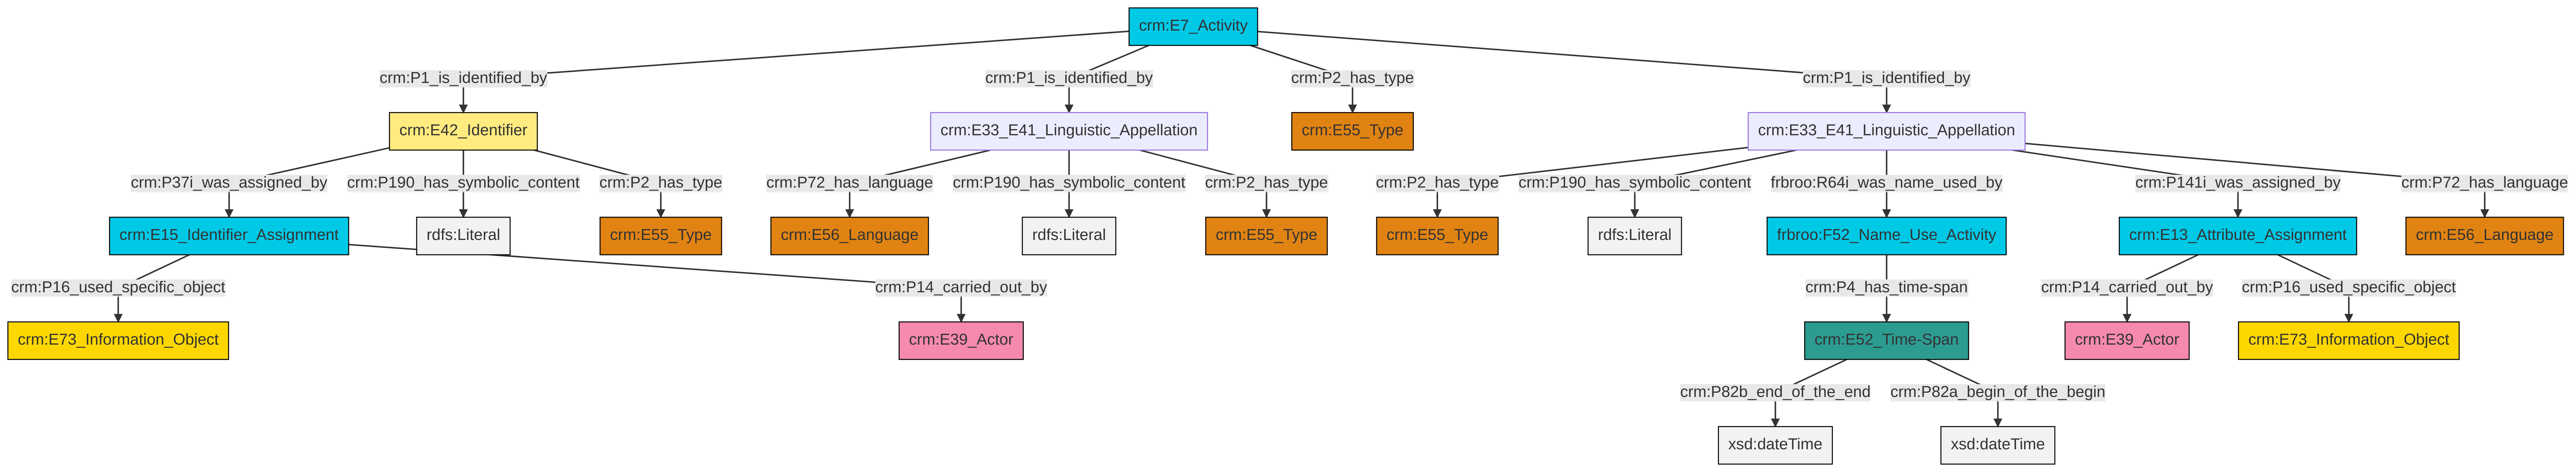 crm:E7_Activity
crm:P1_is_identified_by
crm:P1_is_identified_by
crm:P2_has_type
crm:P1_is_identified_by
crm:E42_Identifier
crm:E33_E41_Linguistic_Appellation
crm:E55_Type
crm:E33_E41_Linguistic_Appellation
crm:P37i_was_assigned_by
crm:P190_has_symbolic_content
crm:P2_has_type
crm:P72_has_language
crm:P190_has_symbolic_content
crm:P2_has_type
crm:P2_has_type
crm:P190_has_symbolic_content
frbroo:R64i_was_name_used_by
crm:P141i_was_assigned_by
crm:P72_has_language
crm:E15_Identifier_Assignment
rdfs:Literal
crm:E55_Type
crm:E56_Language
rdfs:Literal
crm:E55_Type
crm:E55_Type
rdfs:Literal
frbroo:F52_Name_Use_Activity
crm:E13_Attribute_Assignment
crm:E56_Language
crm:P16_used_specific_object
crm:P14_carried_out_by
crm:P4_has_time-span
crm:P14_carried_out_by
crm:P16_used_specific_object
crm:E73_Information_Object
crm:E39_Actor
crm:E52_Time-Span
crm:E39_Actor
crm:E73_Information_Object
crm:P82b_end_of_the_end
crm:P82a_begin_of_the_begin
xsd:dateTime
xsd:dateTime